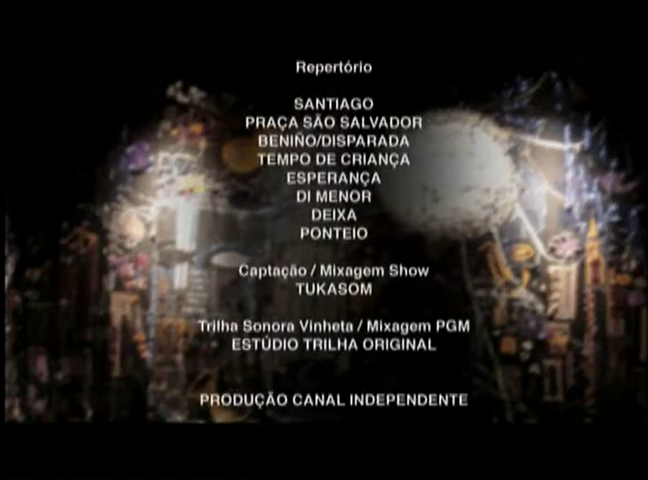 Repertório
SANTIAGO
PRAÇA SÃO SALVADOR
BENIÑO/DISPARADA
TEMPO DE CRIANÇA
ESPERANÇA
DI MENOR
DEIXA
PONTEIO
Captação / Mixagem Show
TUKASOM
Trilha Sonora Vinheta / Mixagem PGM
ESTÚDIO TRILHA ORIGINAL
PRODUÇÃO CANAL INDEPENDENTE